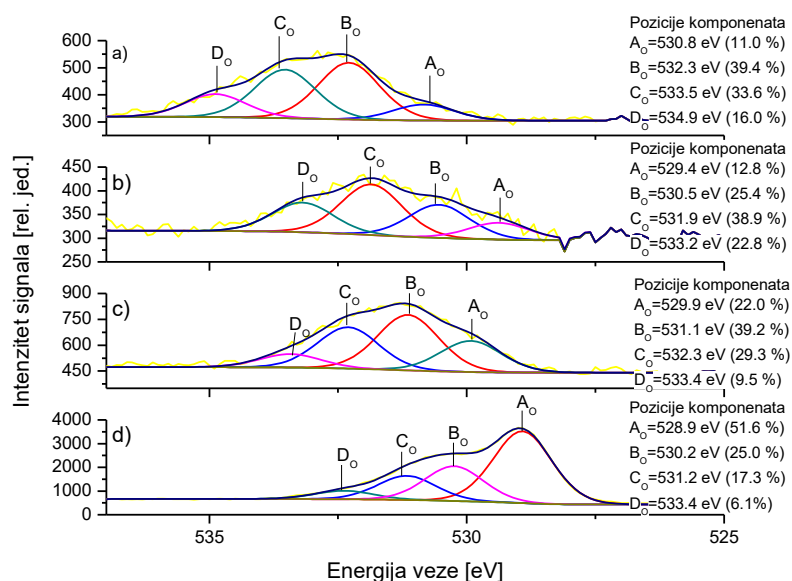 Intenzitet signala [rel. jed.]
600
500
400
300
a)
D_O
C_O
B_O
A_O
Pozicije komponenata
A_O=530.8 eV (11.0 %)
B_O=532.3 eV (39.4 %)
C_O=533.5 eV (33.6 %)
D_O=534.9 eV (16.0 %)
450
400
350
300
250
b)
D_O
C_O
B_O
A_O
Pozicije komponenata
A_O=529.4 eV (12.8 %)
B_O=530.5 eV (25.4 %)
C_O=531.9 eV (38.9 %)
D_O=533.2 eV (22.8 %)
900
750
600
450
c)
D_O
C_O
B_O
A_O
Pozicije komponenata
A_O=529.9 eV (22.0 %)
B_O=531.1 eV (39.2 %)
C_O=532.3 eV (29.3 %)
D_O=533.4 eV (9.5 %)
4000
3000
2000
1000
0
d)
D_O
C_O
B_O
A_O
Pozicije komponenata
A_O=528.9 eV (51.6 %)
B_O=530.2 eV (25.0 %)
C_O=531.2 eV (17.3 %)
D_O=533.4 eV (6.1%)
535
530
525
Energija veze [eV]